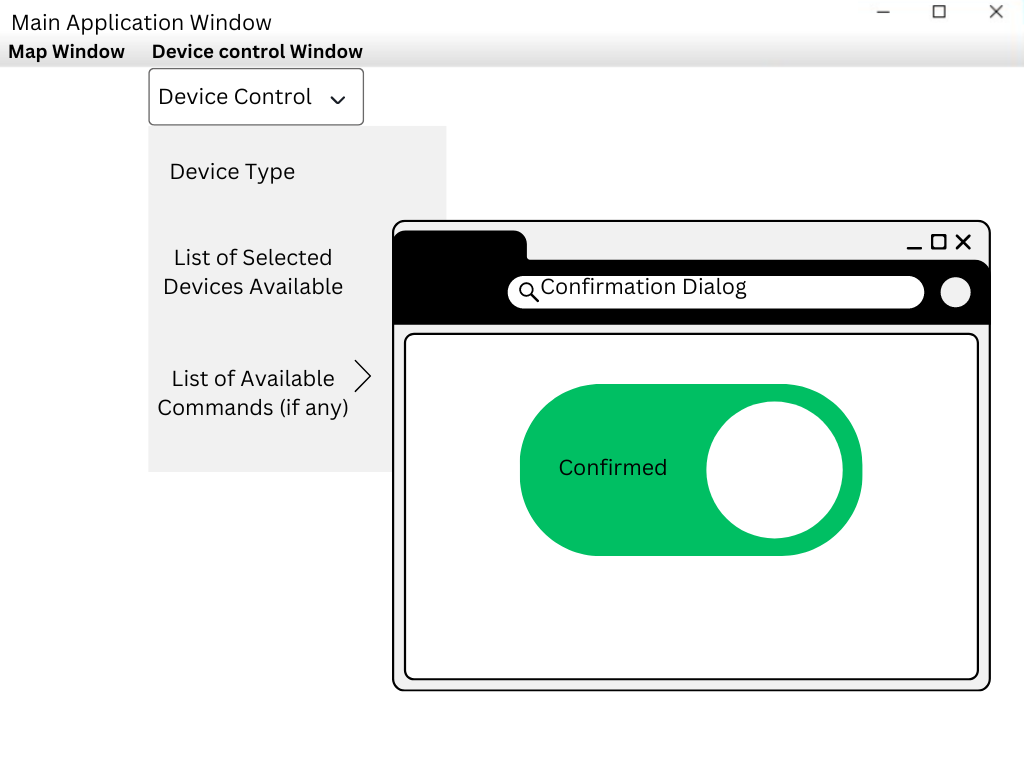 Main Application Window
Map Window
Device control Window
Device Control
Device Type
List of Selected
Devices Available
List of Available
Commands (if any)
Confirmation Dialog
Confirmed